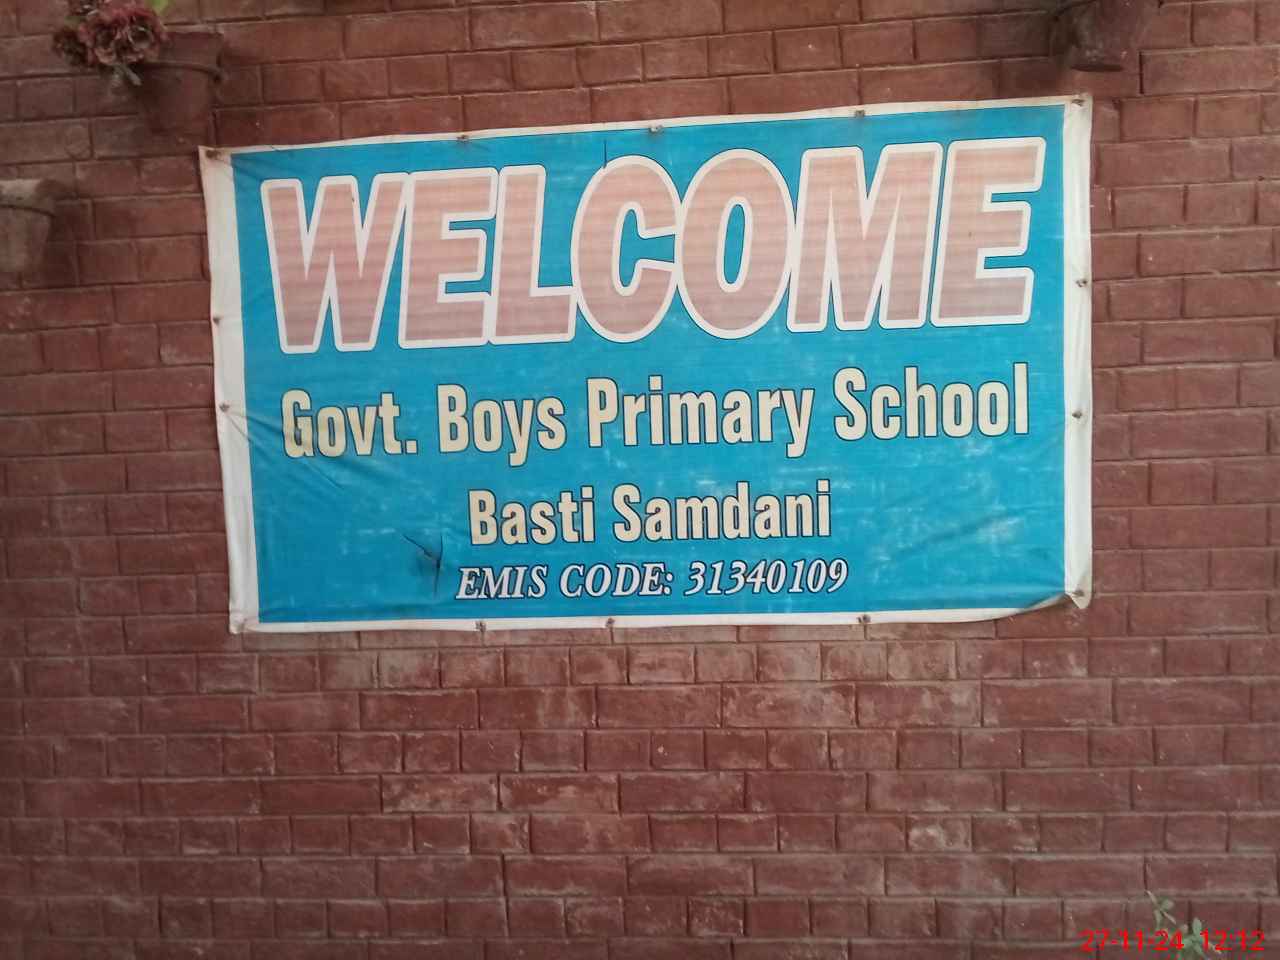 WELCOME
Govt. Boys Primary School
Basti Samdani
EMIS CODE: 31340109
27-11-24 12:12